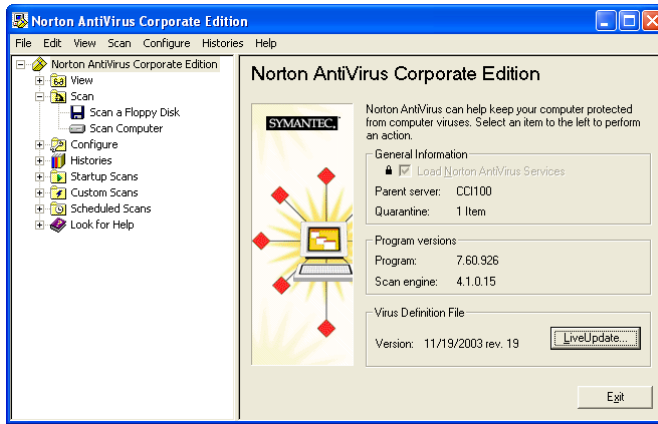 Norton AntiVirus Corporate Edition
File Edit View Scan Configure Histories Help
Norton AntiVirus Corporate Edition
View
Scan
Scan a Floppy Disk
Scan Computer
Configure
Histories
Startup Scans
Custom Scans
Scheduled Scans
Look for Help
Norton AntiVirus Corporate Edition
SYMANTEC.
Norton AntiVirus can help keep your computer protected
from computer viruses. Select an item to the left to perform
an action.
General Information
Load Norton AntiVirus Services
Parent server: CCI100
Quarantine: 1 Item
Program versions
Program: 7.60.926
Scan engine: 4.1.0.15
Virus Definition File
Version: 11/19/2003 rev. 19
LiveUpdate...
Exit